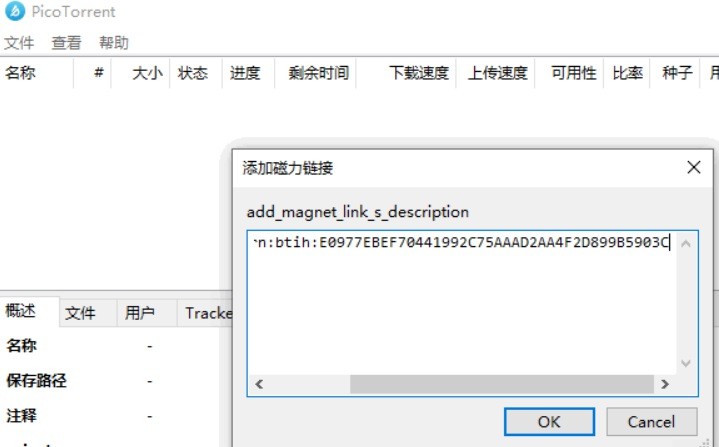 PicoTorrent
文件 查看 帮助
名称 # 大小 状态 进度 剩余时间 下载速度 上传速度 可用性 比率 种子
添加磁力链接
add_magnet_link_s_description
n:btih:E0977EBEF70441992C75AAAD2AA4F2D899B5903C
概述 文件 用户 Tracke
名称 -
保存路径 -
注释 -
OK Cancel